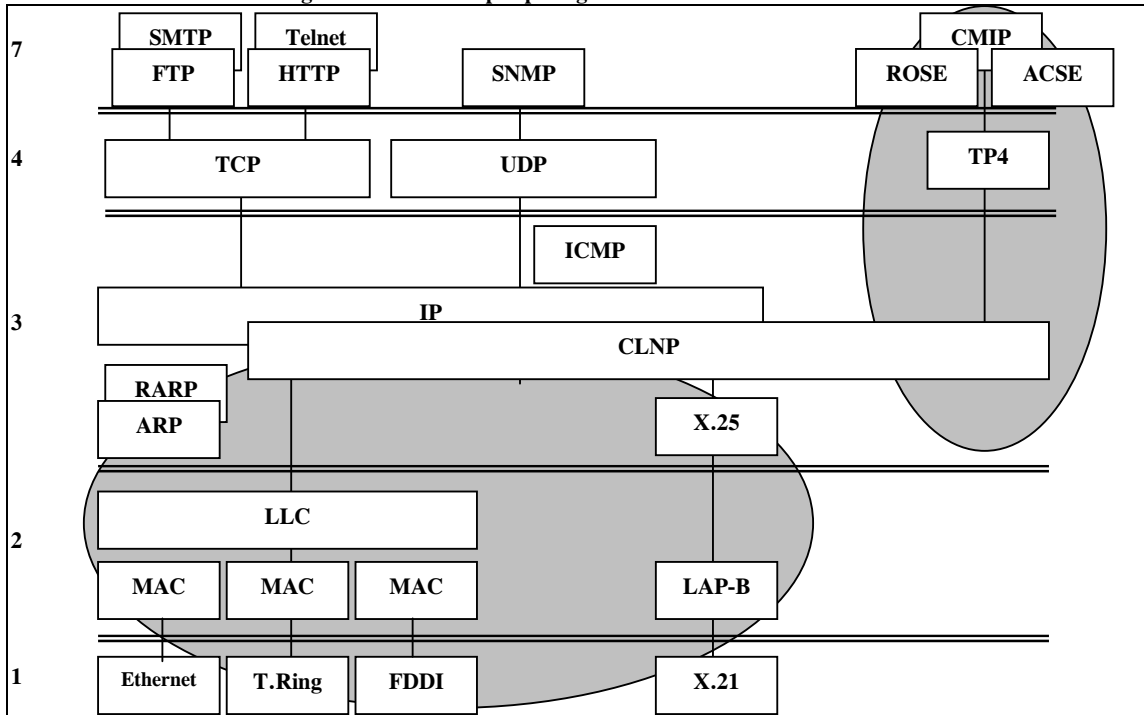 7
SMTP
Telnet
CMIP
FTP
HTTP
SNMP
ROSE
ACSE
4
TCP
UDP
TP4
ICMP
3
IP
CLNP
RARP
ARP
X.25
LLC
2
MAC
MAC
MAC
LAP-B
1
Ethernet
T.Ring
FDDI
X.21